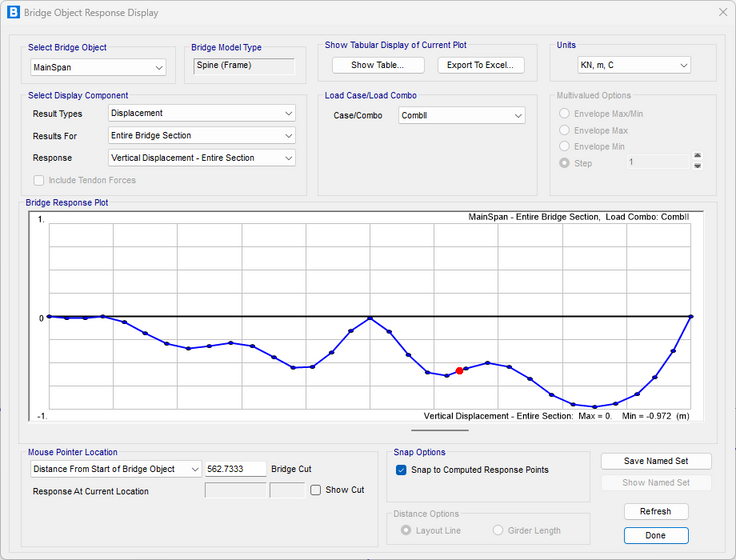 Bridge Object Response Display
Select Bridge Object
MainSpan
Bridge Model Type
Spine (Frame)
Show Tabular Display of Current Plot
Show Table...
Export To Excel...
Units
KN, m, C
Select Display Component
Result Types
Displacement
Results For
Entire Bridge Section
Response
Vertical Displacement - Entire Section
Include Tendon Forces
Load Case/Load Combo
Case/Combo
CombII
Multivalued Options
Envelope Max/Min
Envelope Max
Envelope Min
Step
1
Bridge Response Plot
MainSpan - Entire Bridge Section, Load Combo: CombII
1.
0
-1.
Vertical Displacement - Entire Section: Max = 0. Min = -0.972 (m)
Mouse Pointer Location
Distance From Start of Bridge Object
562.7333
Bridge Cut
Response At Current Location
Show Cut
Snap Options
Snap to Computed Response Points
Distance Options
Layout Line
Girder Length
Save Named Set
Show Named Set
Refresh
Done